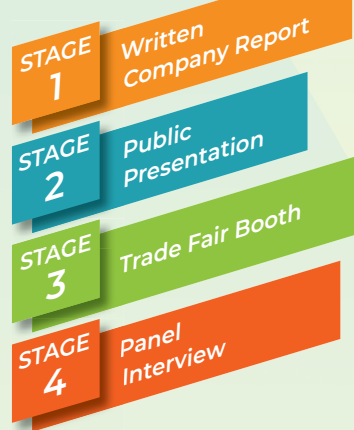 STAGE
1
Written
Company Report
STAGE
2
Public
Presentation
STAGE
3
Trade Fair Booth
STAGE
4
Panel
Interview